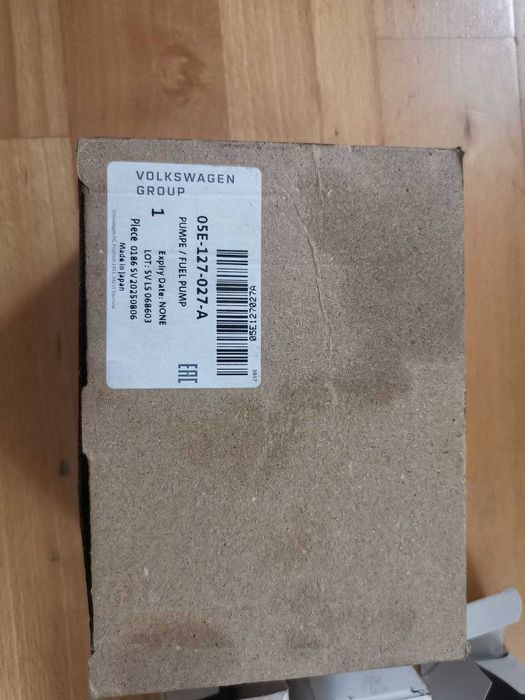 VOLKSWAGEN
GROUP
05E-127-027-A
PUMPE / FUEL PUMP
1
Expiry Date: NONE
LOT: SV LS 068603
Piece 0186 SV 20250806
Made in Japan
05E127027A
0847
EAC